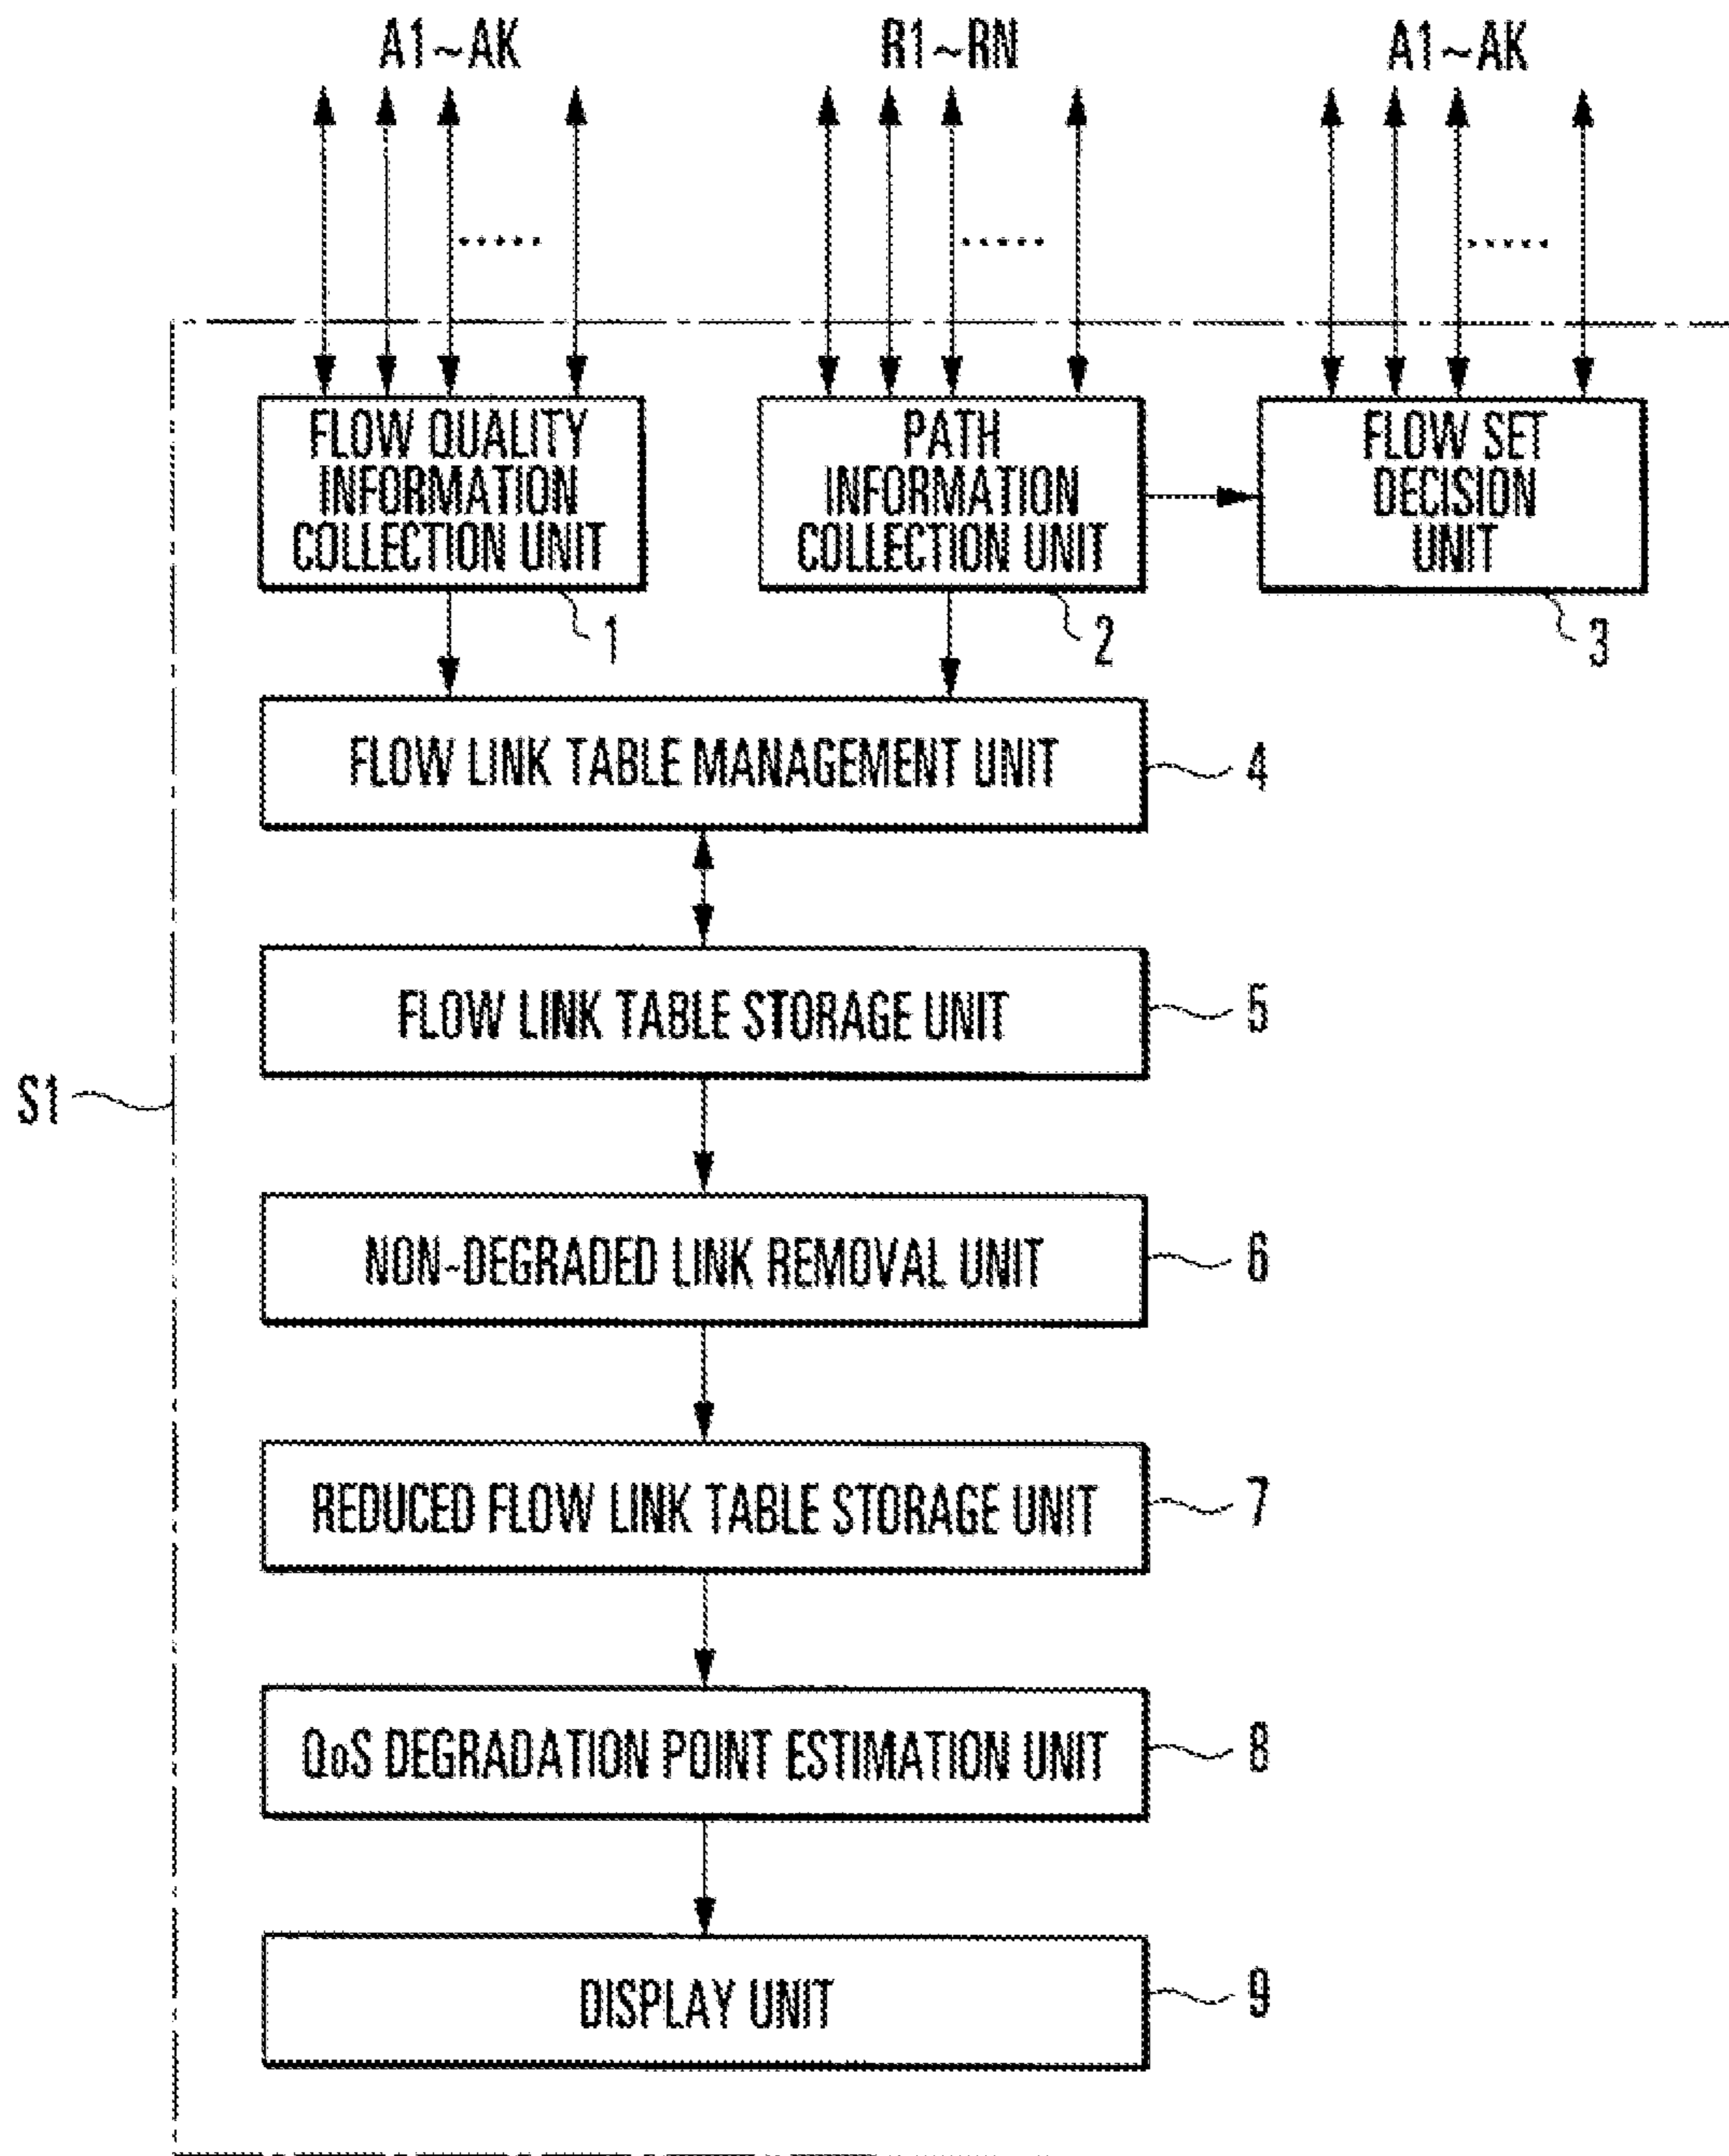 A1~AK
R1~RN
A1~AK
FLOW QUALITY
INFORMATION
COLLECTION UNIT
1
PATH
INFORMATION
COLLECTION UNIT
2
FLOW SET
DECISION
UNIT
3
FLOW LINK TABLE MANAGEMENT UNIT
4
FLOW LINK TABLE STORAGE UNIT
5
S1
NON-DEGRADED LINK REMOVAL UNIT
6
REDUCED FLOW LINK TABLE STORAGE UNIT
7
QoS DEGRADATION POINT ESTIMATION UNIT
8
DISPLAY UNIT
9